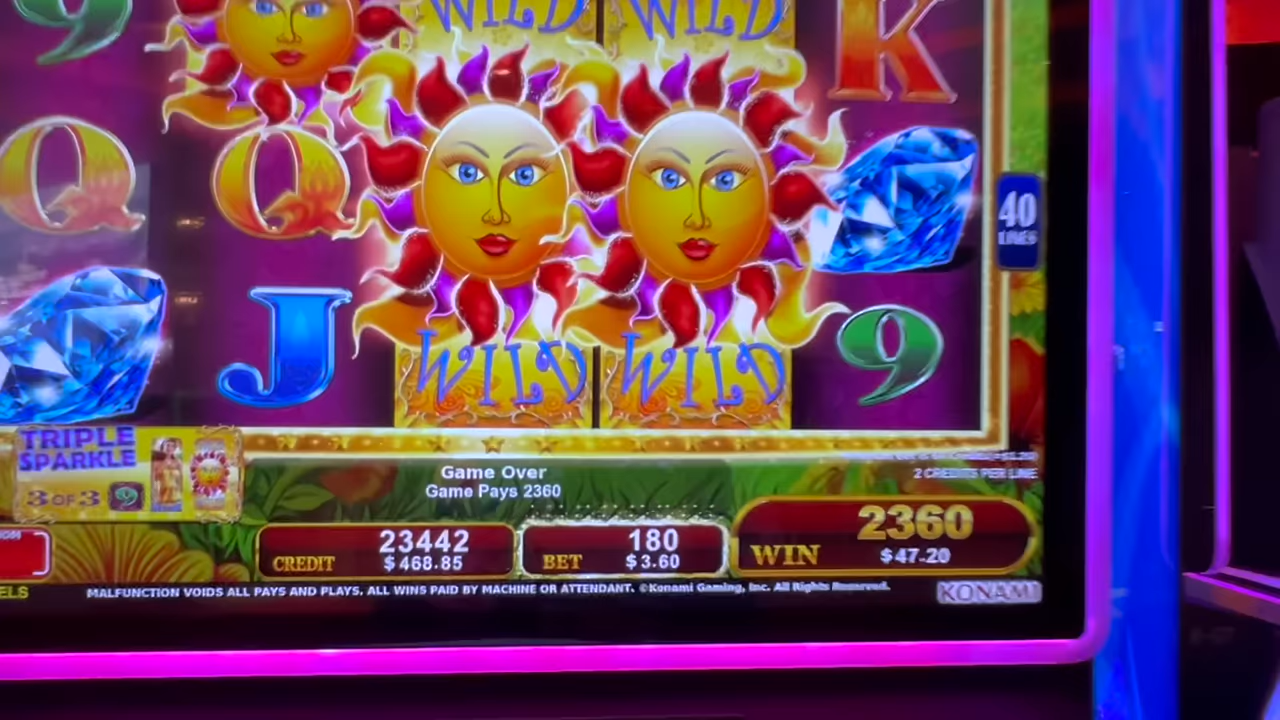 9
WILD WILD
K
Q Q
40
LINES
J
WILD WILD
9
TRIPLE
SPARKLE
3 OF 3 9
Game Over
Game Pays 2360
2 CREDITS PER LINE
CREDIT 23442
$468.85
BET 180
$3.60
WIN 2360
$47.20
MALFUNCTION VOIDS ALL PAYS AND PLAYS. ALL WINS PAID BY MACHINE OR ATTENDANT. ©Konami Gaming, Inc. All Rights Reserved.
KONAMI